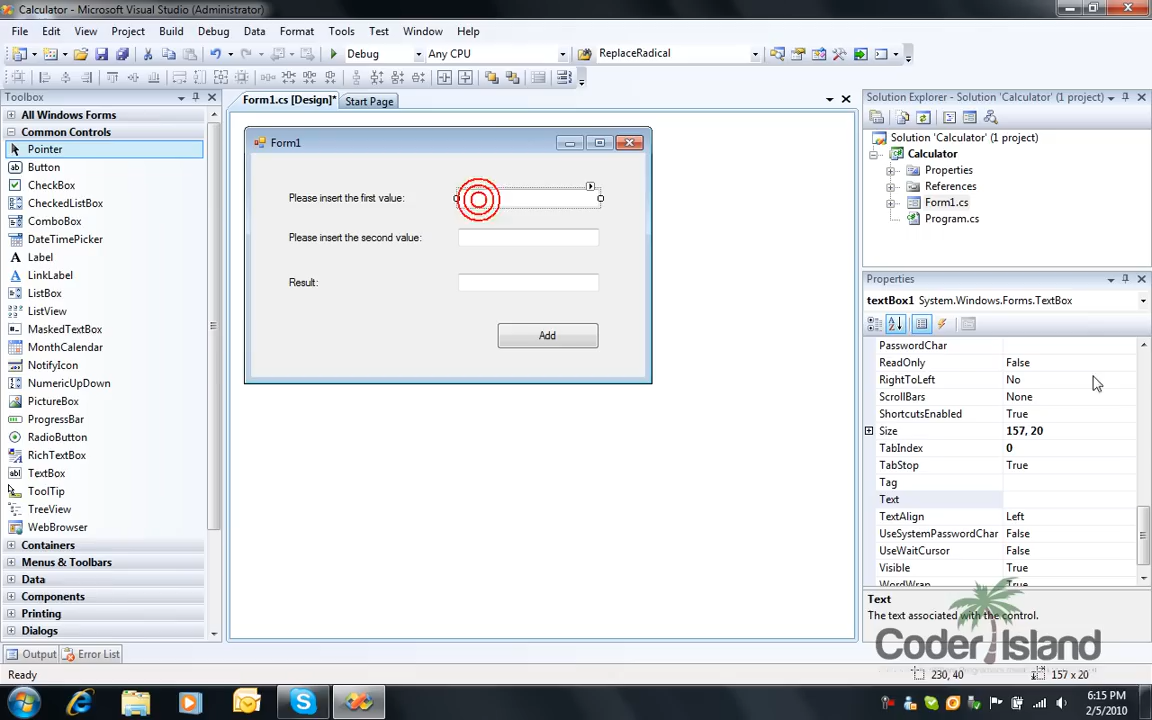 Calculator - Microsoft Visual Studio (Administrator)
File Edit View Project Build Debug Data Format Tools Test Window Help
Debug Any CPU ReplaceRadical
Toolbox
All Windows Forms
Common Controls
Pointer
Button
CheckBox
CheckedListBox
ComboBox
DateTimePicker
Label
LinkLabel
ListBox
ListView
MaskedTextBox
MonthCalendar
NotifyIcon
NumericUpDown
PictureBox
ProgressBar
RadioButton
RichTextBox
TextBox
ToolTip
TreeView
WebBrowser
Containers
Menus & Toolbars
Data
Components
Printing
Dialogs
Form1.cs [Design]* Start Page
Form1
Please insert the first value:
Please insert the second value:
Result:
Add
Solution Explorer - Solution 'Calculator' (1 project)
Solution 'Calculator' (1 project)
Calculator
Properties
References
Form1.cs
Program.cs
Properties
textBox1 System.Windows.Forms.TextBox
PasswordChar
ReadOnly False
RightToLeft No
ScrollBars None
ShortcutsEnabled True
Size 157, 20
TabIndex 0
TabStop True
Tag
Text
TextAlign Left
UseSystemPasswordChar False
UseWaitCursor False
Visible True
WordWrap True
Text
The text associated with the control.
Coder Island
Output Error List
Ready 230, 40 157 x 20
6:15 PM
2/5/2010